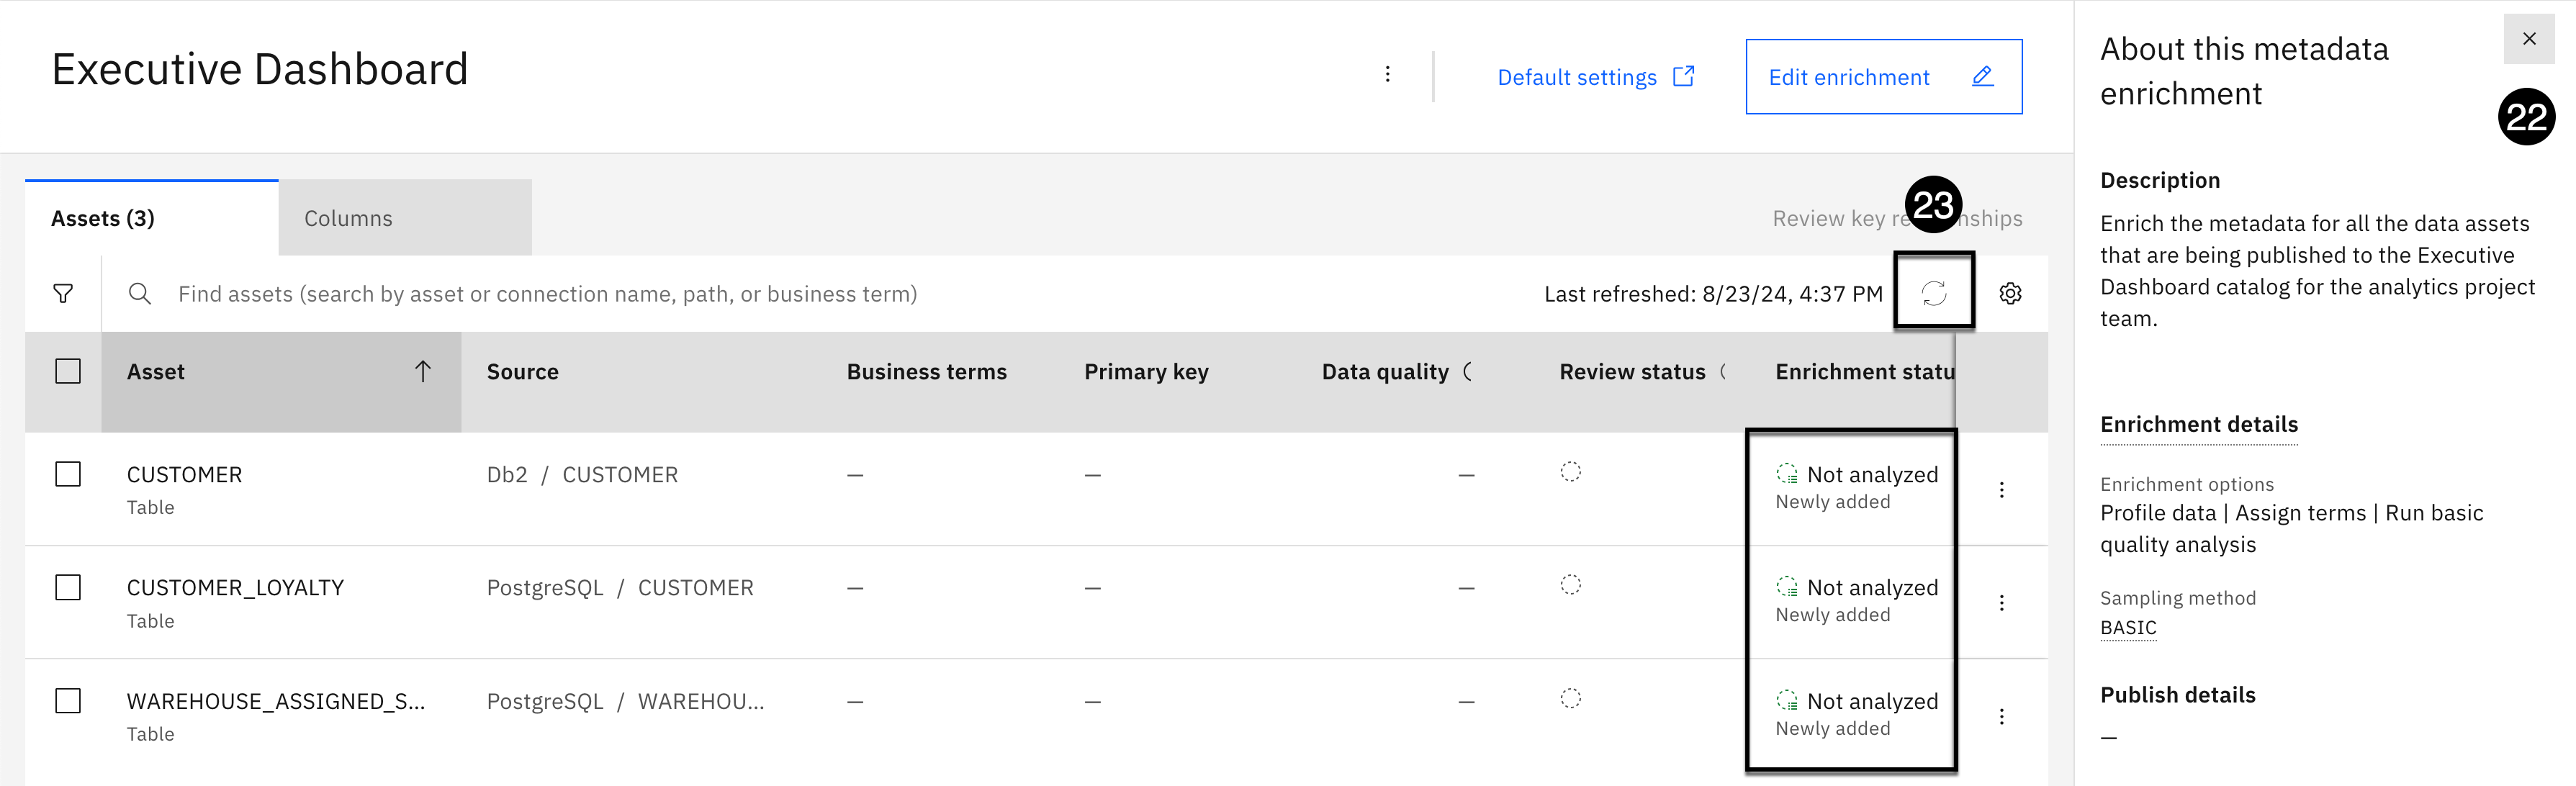 Executive Dashboard
Default settings
Edit enrichment
Assets (3)
Columns
Review key re nships
23
Find assets (search by asset or connection name, path, or business term)
Last refreshed: 8/23/24, 4:37 PM
Asset
Source
Business terms
Primary key
Data quality
Review status
Enrichment statu
CUSTOMER
Table
Db2 / CUSTOMER
—
—
—
Not analyzed
Newly added
CUSTOMER_LOYALTY
Table
PostgreSQL / CUSTOMER
—
—
—
Not analyzed
Newly added
WAREHOUSE_ASSIGNED_S...
Table
PostgreSQL / WAREHOU...
—
—
—
Not analyzed
Newly added
About this metadata
enrichment
22
Description
Enrich the metadata for all the data assets
that are being published to the Executive
Dashboard catalog for the analytics project
team.
Enrichment details
Enrichment options
Profile data | Assign terms | Run basic
quality analysis
Sampling method
BASIC
Publish details
—